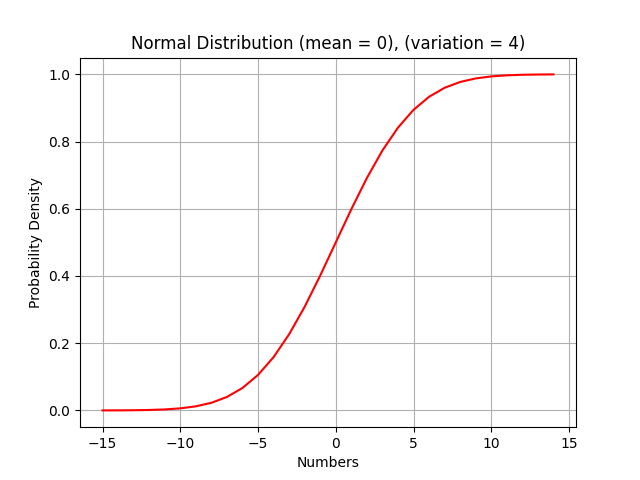 Normal Distribution (mean = 0), (variation = 4)
1.0
0.8
0.6
0.4
0.2
0.0
Probability Density
−15 −10 −5 0 5 10 15
Numbers